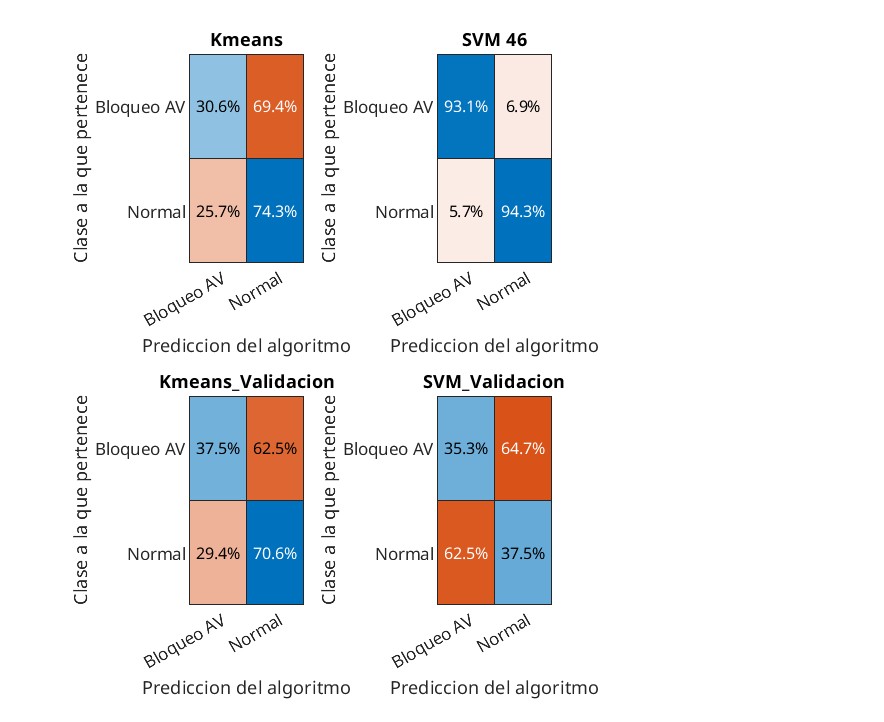 Kmeans
Clase a la que pertenece
Bloqueo AV
30.6%
69.4%
Normal
25.7%
74.3%
Bloqueo AV
Normal
Prediccion del algoritmo
SVM 46
Clase a la que pertenece
Bloqueo AV
93.1%
6.9%
Normal
5.7%
94.3%
Bloqueo AV
Normal
Prediccion del algoritmo
Kmeans_Validacion
Clase a la que pertenece
Bloqueo AV
37.5%
62.5%
Normal
29.4%
70.6%
Bloqueo AV
Normal
Prediccion del algoritmo
SVM_Validacion
Clase a la que pertenece
Bloqueo AV
35.3%
64.7%
Normal
62.5%
37.5%
Bloqueo AV
Normal
Prediccion del algoritmo